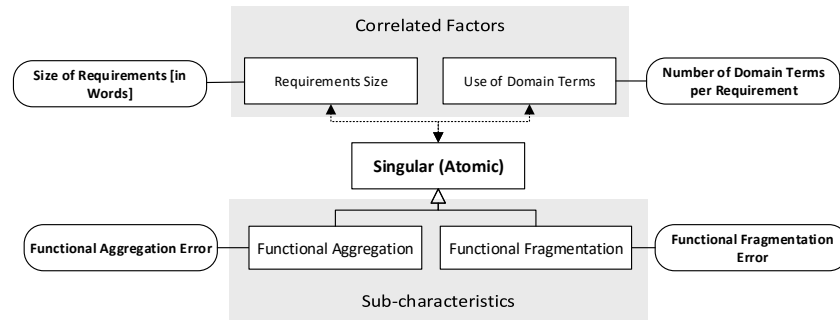 Correlated Factors
Size of Requirements [in
Words]
Requirements Size
Use of Domain Terms
Number of Domain Terms
per Requirement
Singular (Atomic)
Functional Aggregation Error
Functional Aggregation
Functional Fragmentation
Functional Fragmentation
Error
Sub-characteristics